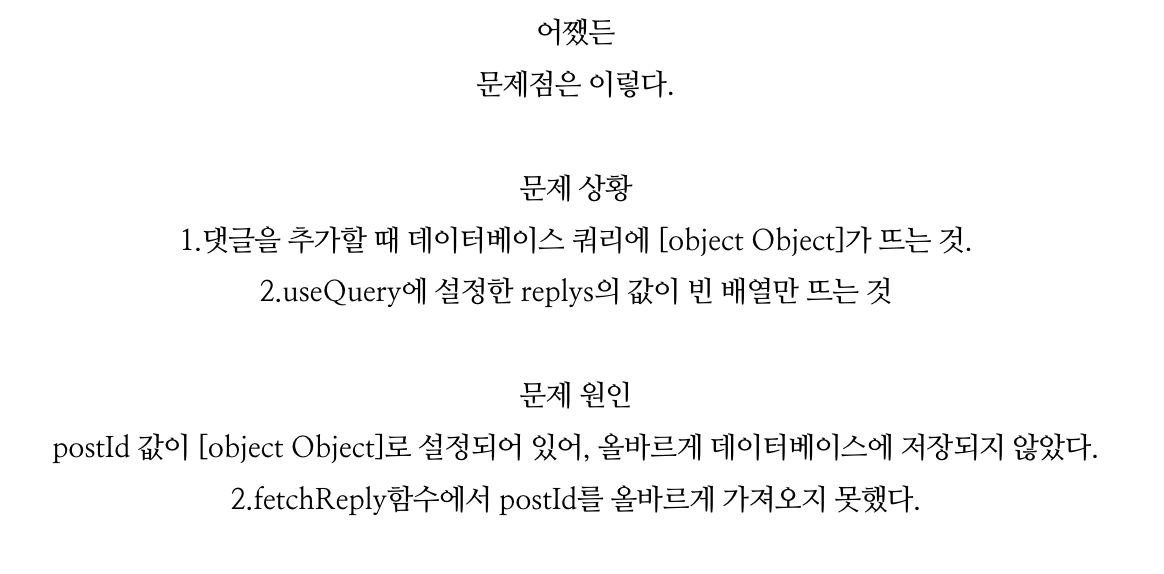 어쨌든
문제점은 이렇다.
문제 상황
1.댓글을 추가할 때 데이터베이스 쿼리에 [object Object]가 뜨는 것.
2.useQuery에 설정한 replys의 값이 빈 배열만 뜨는 것
문제 원인
postId 값이 [object Object]로 설정되어 있어, 올바르게 데이터베이스에 저장되지 않았다.
2.fetchReply함수에서 postId를 올바르게 가져오지 못했다.